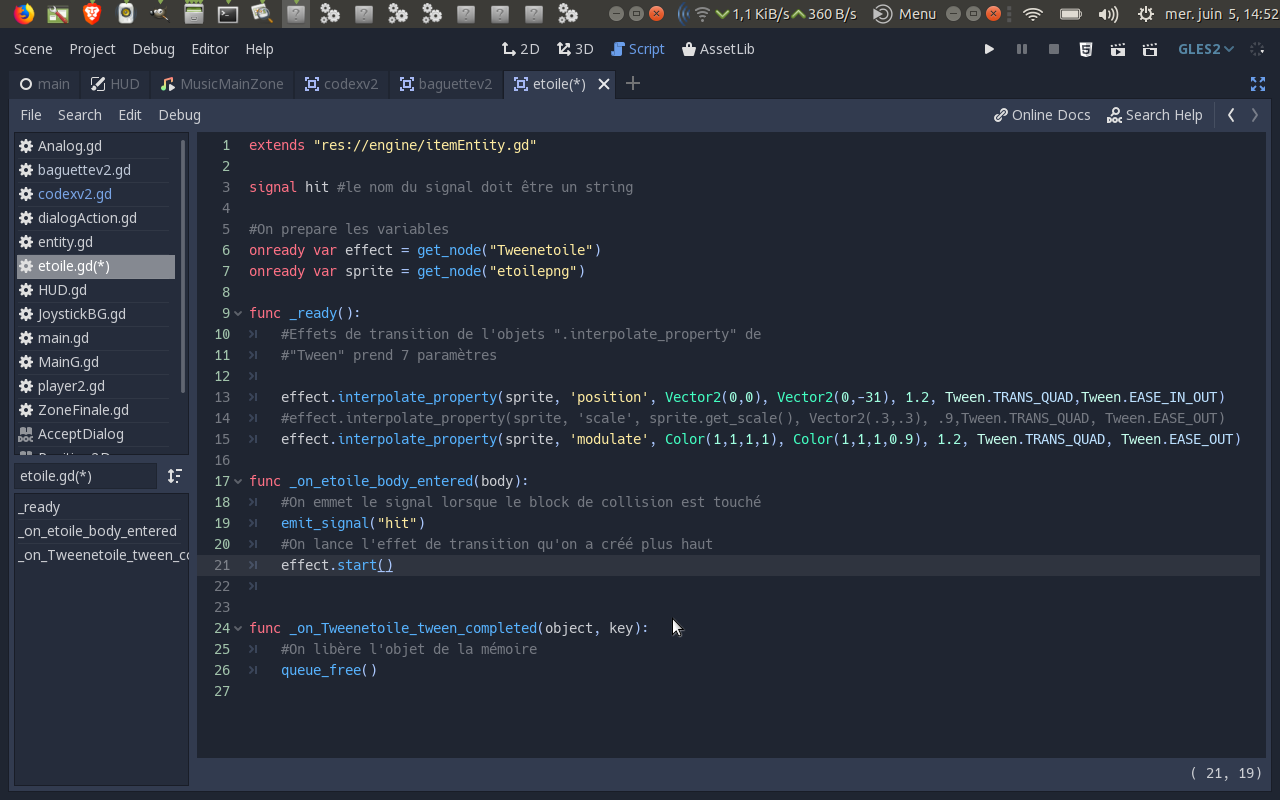 1,1 KiB/s 360 B/s Menu mer. juin 5, 14:52
Scene Project Debug Editor Help 2D 3D Script AssetLib GLES2
main HUD MusicMainZone codexv2 baguettev2 etoile(*)
File Search Edit Debug Online Docs Search Help
Analog.gd
baguettev2.gd
codexv2.gd
dialogAction.gd
entity.gd
etoile.gd(*)
HUD.gd
JoystickBG.gd
main.gd
MainG.gd
player2.gd
ZoneFinale.gd
AcceptDialog
etoile.gd(*)
_ready
_on_etoile_body_entered
_on_Tweenetoile_tween_co
1 extends "res://engine/itemEntity.gd"
2
3 signal hit #le nom du signal doit être un string
4
5 #On prepare les variables
6 onready var effect = get_node("Tweenetoile")
7 onready var sprite = get_node("etoilepng")
8
9 func _ready():
10 #Effets de transition de l'objets ".interpolate_property" de
11 #"Tween" prend 7 paramètres
12
13 effect.interpolate_property(sprite, 'position', Vector2(0,0), Vector2(0,-31), 1.2, Tween.TRANS_QUAD,Tween.EASE_IN_OUT)
14 #effect.interpolate_property(sprite, 'scale', sprite.get_scale(), Vector2(.3,.3), .9,Tween.TRANS_QUAD, Tween.EASE_OUT)
15 effect.interpolate_property(sprite, 'modulate', Color(1,1,1,1), Color(1,1,1,0.9), 1.2, Tween.TRANS_QUAD, Tween.EASE_OUT)
16
17 func _on_etoile_body_entered(body):
18 #On emmet le signal lorsque le block de collision est touché
19 emit_signal("hit")
20 #On lance l'effet de transition qu'on a créé plus haut
21 effect.start()
22
23
24 func _on_Tweenetoile_tween_completed(object, key):
25 #On libère l'objet de la mémoire
26 queue_free()
27
( 21, 19)